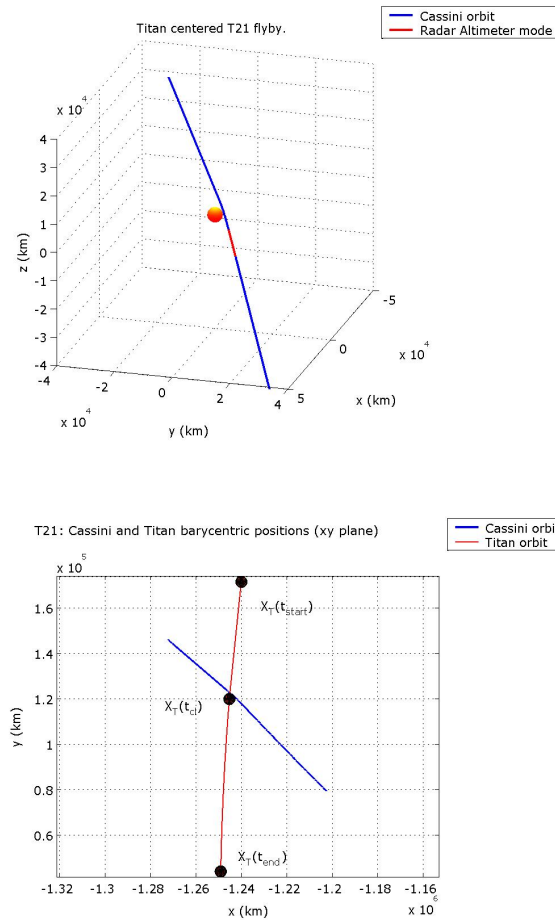 Titan centered T21 flyby.
Cassini orbit
Radar Altimeter mode
x 10^4
4
3
2
1
0
-1
-2
-3
-4
z (km)
-4
-2
0
2
4
x 10^4
y (km)
5
0
-5
x 10^4
x (km)
T21: Cassini and Titan barycentric positions (xy plane)
Cassini orbi
Titan orbit
x 10^5
1.6
1.4
1.2
1
0.8
0.6
y (km)
X_T(t_start)
X_T(t_cl)
X_T(t_end)
-1.32 -1.3 -1.28 -1.26 -1.24 -1.22 -1.2 -1.18 -1.16
x (km)
x 10^6